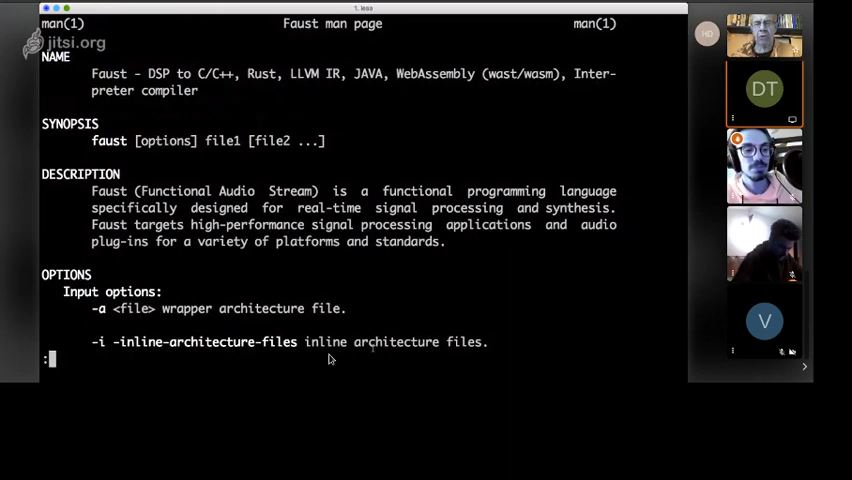 1. less
man(1) Faust man page man(1)
jitsi.org
NAME
Faust - DSP to C/C++, Rust, LLVM IR, JAVA, WebAssembly (wast/wasm), Inter-
preter compiler
SYNOPSIS
faust [options] file1 [file2 ...]
DESCRIPTION
Faust (Functional Audio Stream) is a functional programming language
specifically designed for real-time signal processing and synthesis.
Faust targets high-performance signal processing applications and audio
plug-ins for a variety of platforms and standards.
OPTIONS
Input options:
-a <file> wrapper architecture file.
-i -inline-architecture-files inline architecture files.
:
HD
DT
V